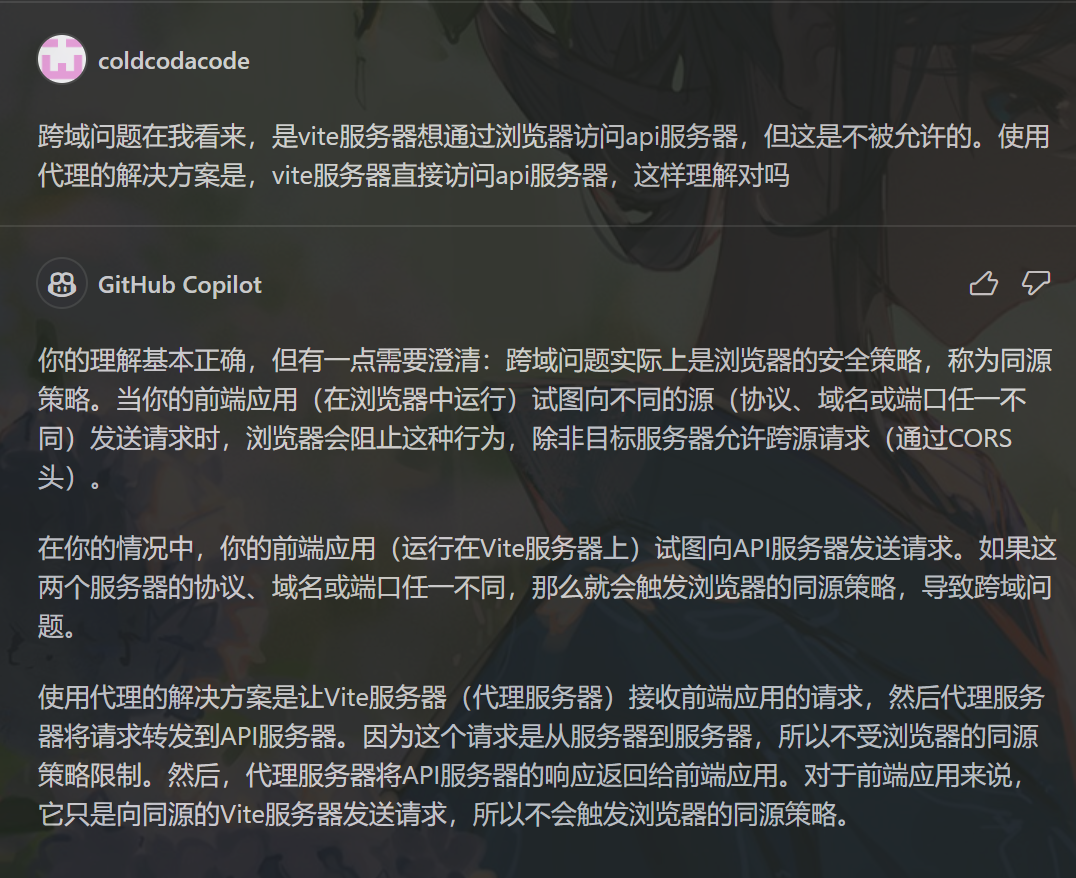 coldcodacode
跨域问题在我看来，是vite服务器想通过浏览器访问api服务器，但这是不被允许的。使用
代理的解决方案是，vite服务器直接访问api服务器，这样理解对吗
GitHub Copilot
你的理解基本正确，但有一点需要澄清：跨域问题实际上是浏览器的安全策略，称为同源
策略。当你的前端应用（在浏览器中运行）试图向不同的源（协议、域名或端口任一不
同）发送请求时，浏览器会阻止这种行为，除非目标服务器允许跨源请求（通过CORS
头）。
在你的情况中，你的前端应用（运行在Vite服务器上）试图向API服务器发送请求。如果这
两个服务器的协议、域名或端口任一不同，那么就会触发浏览器的同源策略，导致跨域问
题。
使用代理的解决方案是让Vite服务器（代理服务器）接收前端应用的请求，然后代理服务
器将请求转发到API服务器。因为这个请求是从服务器到服务器，所以不受浏览器的同源
策略限制。然后，代理服务器将API服务器的响应返回给前端应用。对于前端应用来说，
它只是向同源的Vite服务器发送请求，所以不会触发浏览器的同源策略。